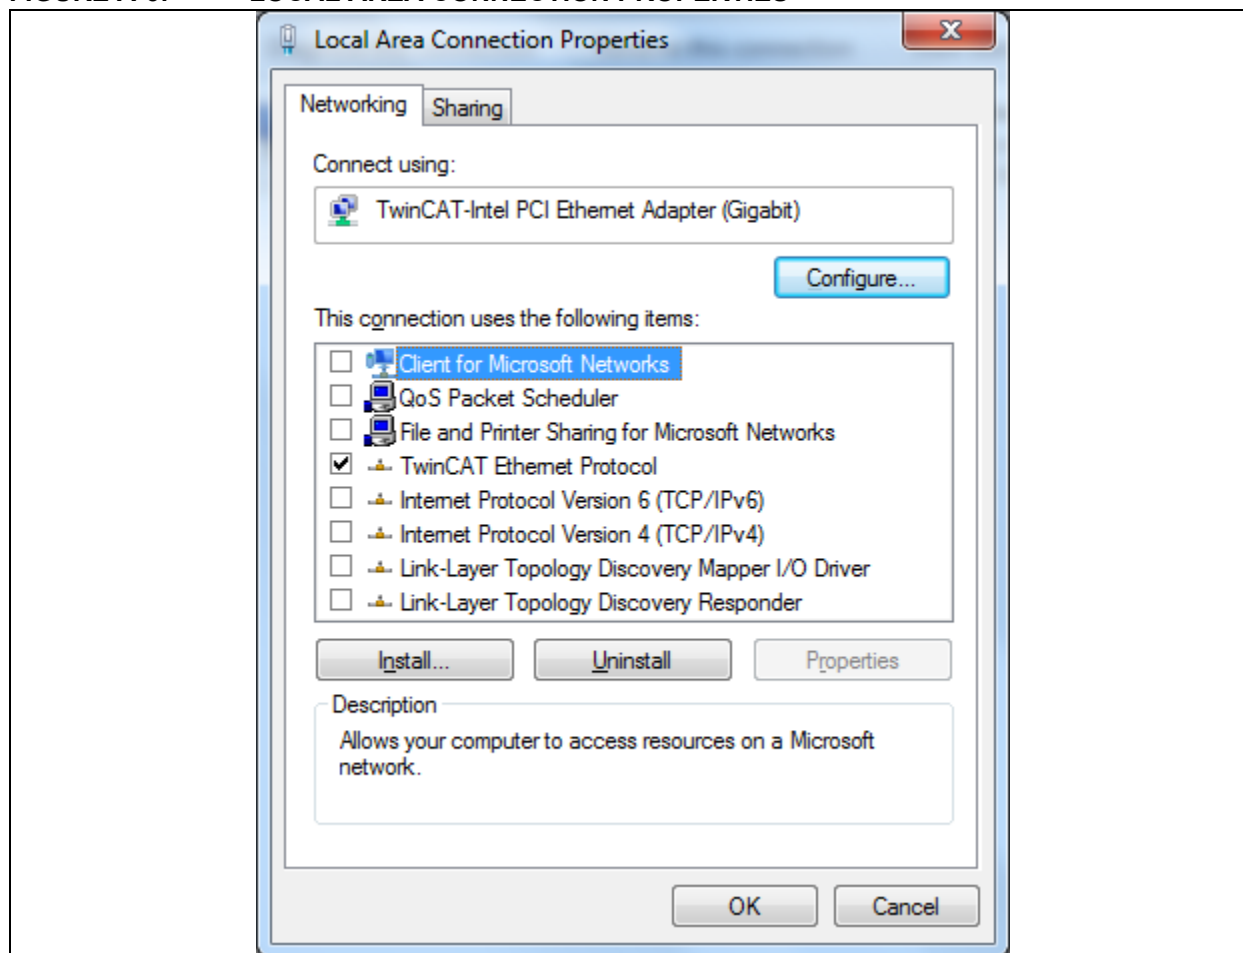 Local Area Connection Properties
Networking
Sharing
Connect using:
TwinCAT-Intel PCI Ethernet Adapter (Gigabit)
Configure...
This connection uses the following items:
Client for Microsoft Networks
QoS Packet Scheduler
File and Printer Sharing for Microsoft Networks
TwinCAT Ethernet Protocol
Internet Protocol Version 6 (TCP/IPv6)
Internet Protocol Version 4 (TCP/IPv4)
Link-Layer Topology Discovery Mapper I/O Driver
Link-Layer Topology Discovery Responder
Install...
Uninstall
Properties
Description
Allows your computer to access resources on a Microsoft
network.
OK
Cancel